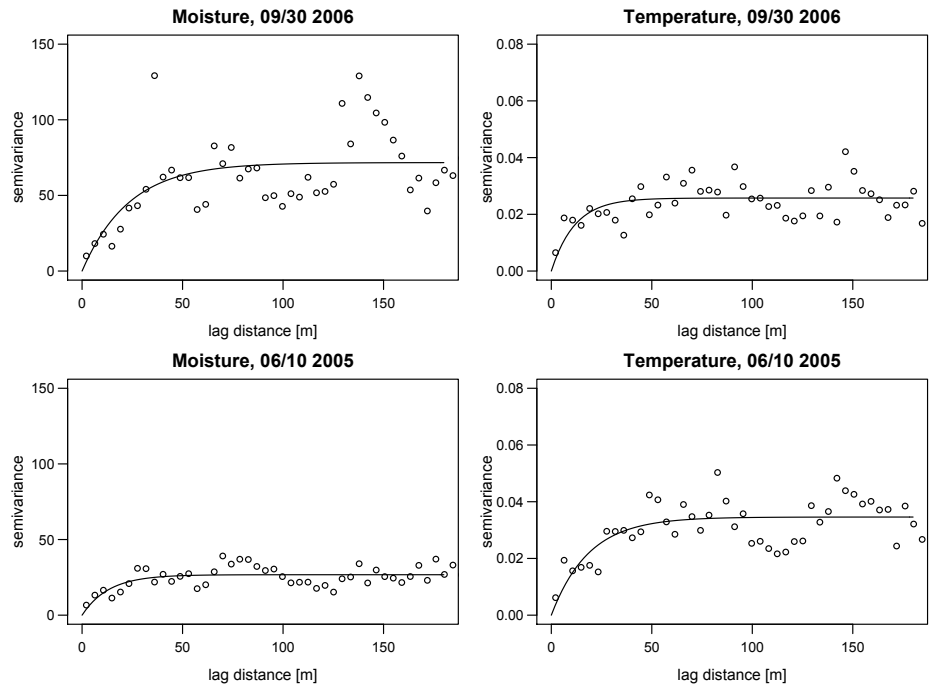 Moisture, 09/30 2006
150
100
50
0
semivariance
0 50 100 150
lag distance [m]
Temperature, 09/30 2006
0.08
0.06
0.04
0.02
0.00
semivariance
0 50 100 150
lag distance [m]
Moisture, 06/10 2005
150
100
50
0
semivariance
0 50 100 150
lag distance [m]
Temperature, 06/10 2005
0.08
0.06
0.04
0.02
0.00
semivariance
0 50 100 150
lag distance [m]